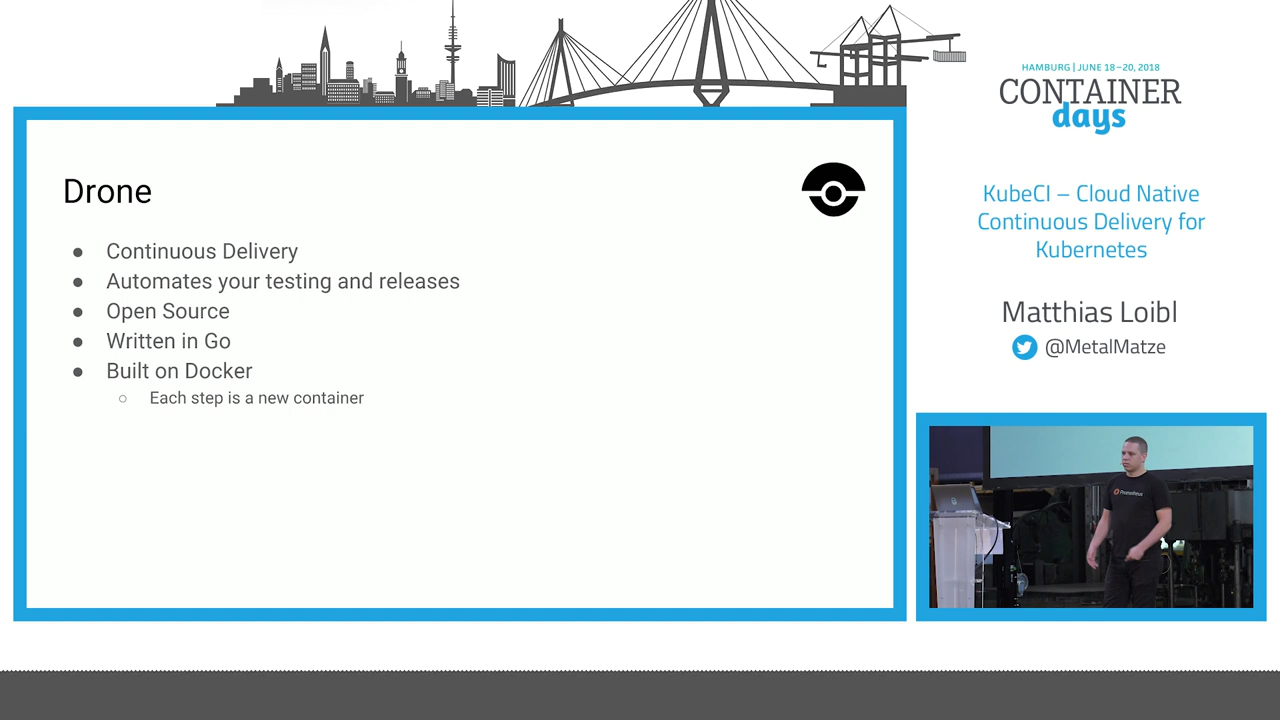 HAMBURG | JUNE 18–20, 2018
CONTAINER
days
Drone
● Continuous Delivery
● Automates your testing and releases
● Open Source
● Written in Go
● Built on Docker
○ Each step is a new container
KubeCI – Cloud Native
Continuous Delivery for
Kubernetes
Matthias Loibl
@MetalMatze
Prometheus